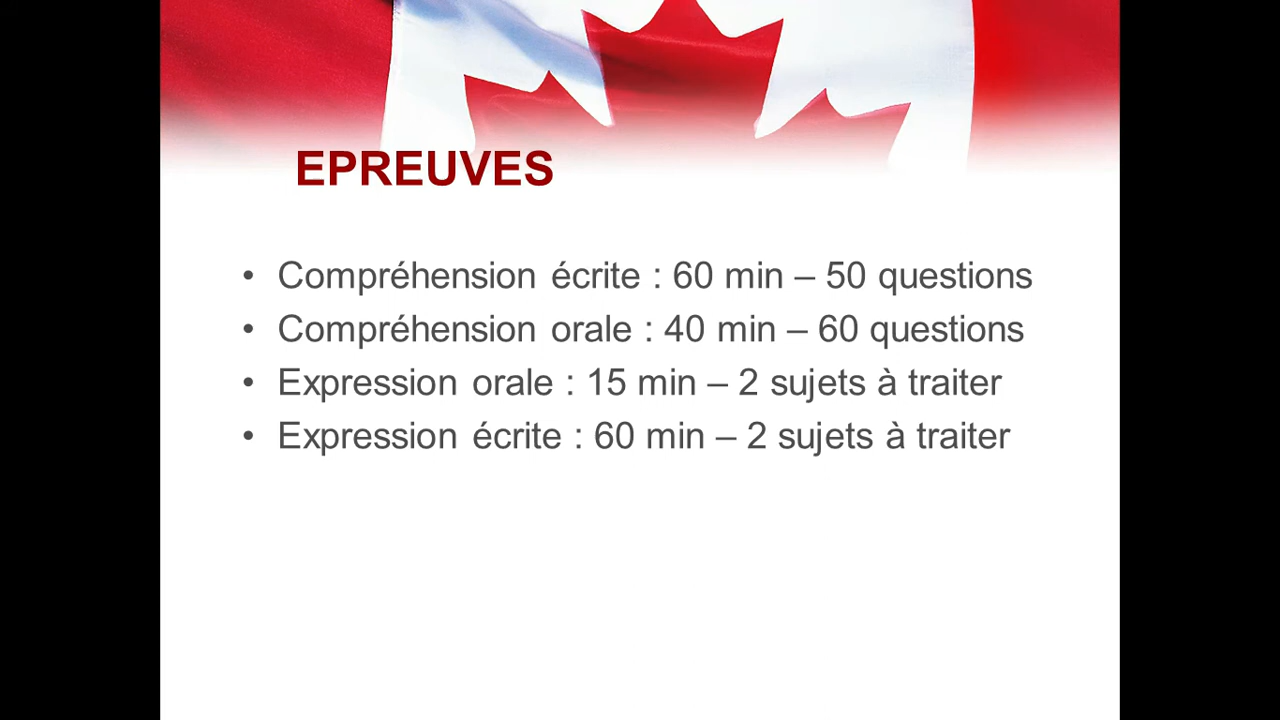 EPREUVES
• Compréhension écrite : 60 min – 50 questions
• Compréhension orale : 40 min – 60 questions
• Expression orale : 15 min – 2 sujets à traiter
• Expression écrite : 60 min – 2 sujets à traiter